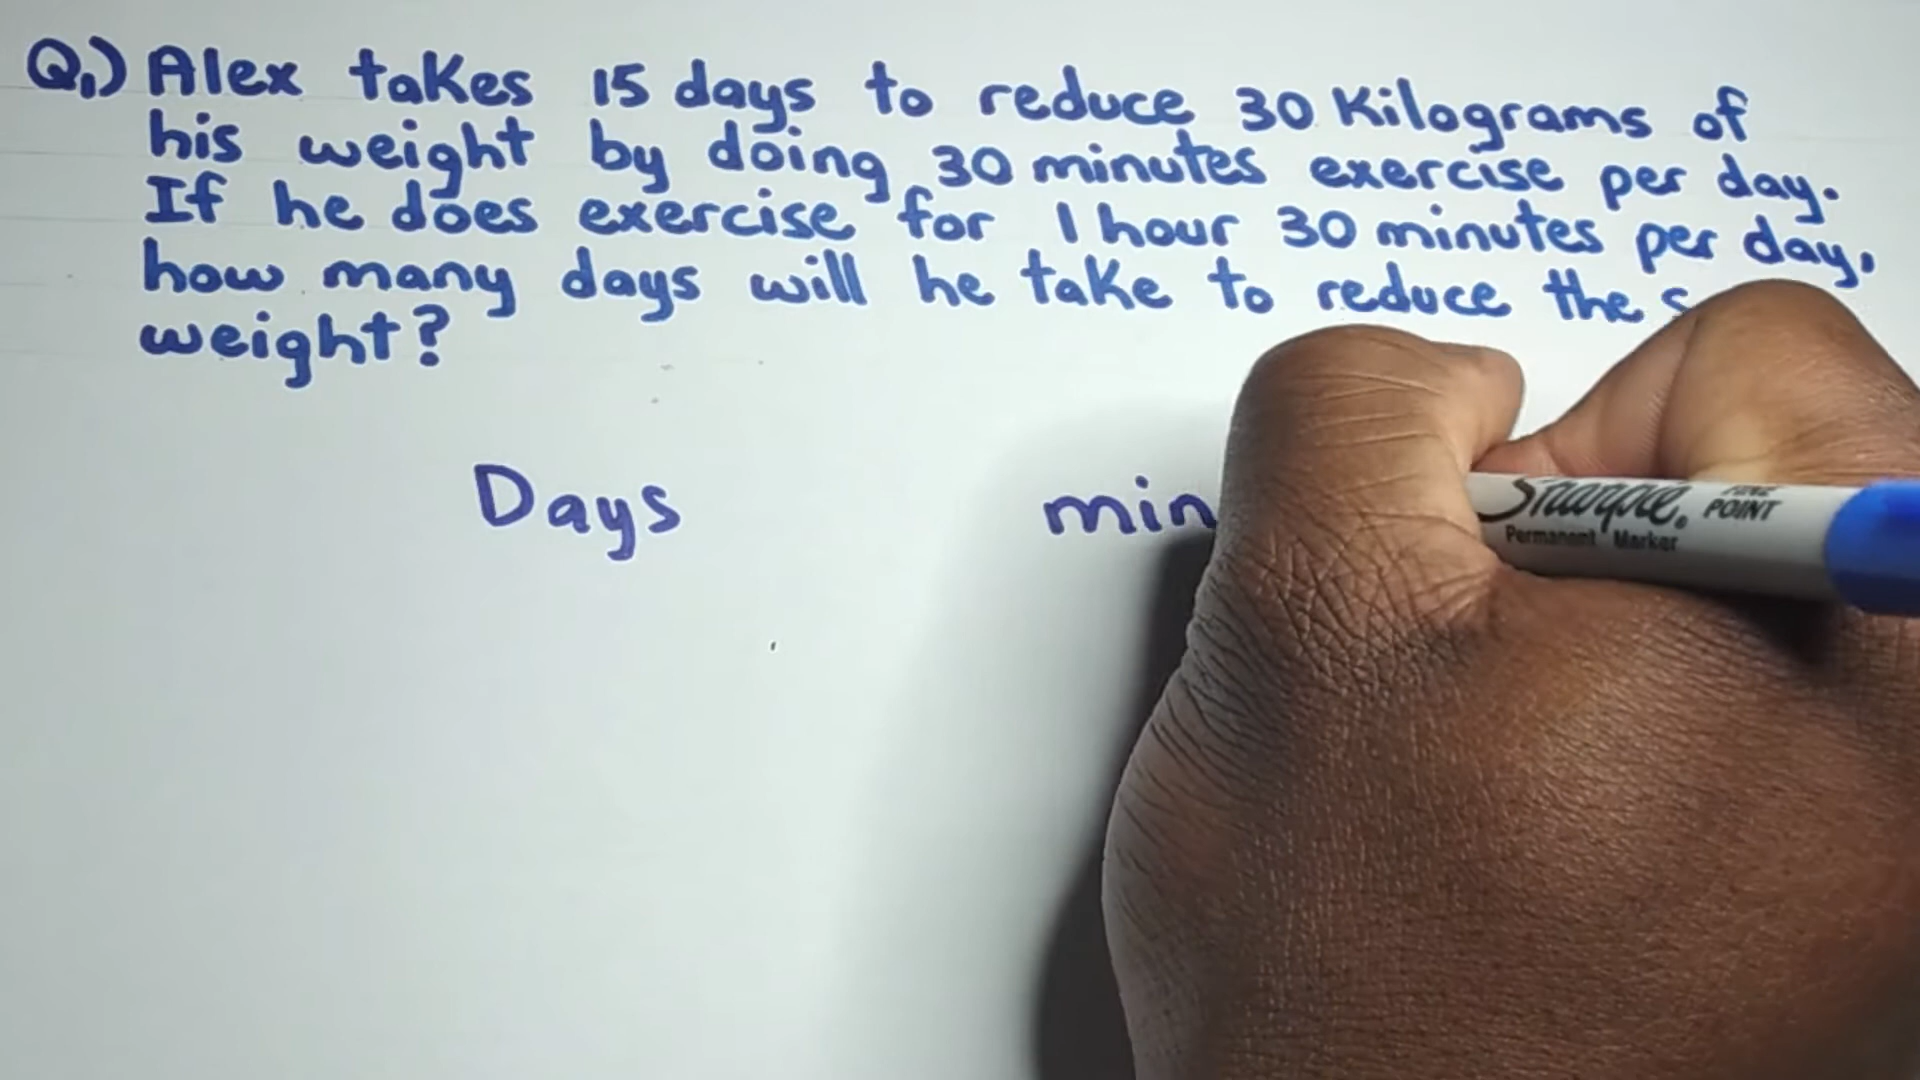 Q1) Alex takes 15 days to reduce 30 Kilograms of
his weight by doing 30 minutes exercise per day.
If he does exercise for 1 hour 30 minutes per day,
how many days will he take to reduce the s
weight?
Days min
Sharpie. FINE POINT
Permanent Marker